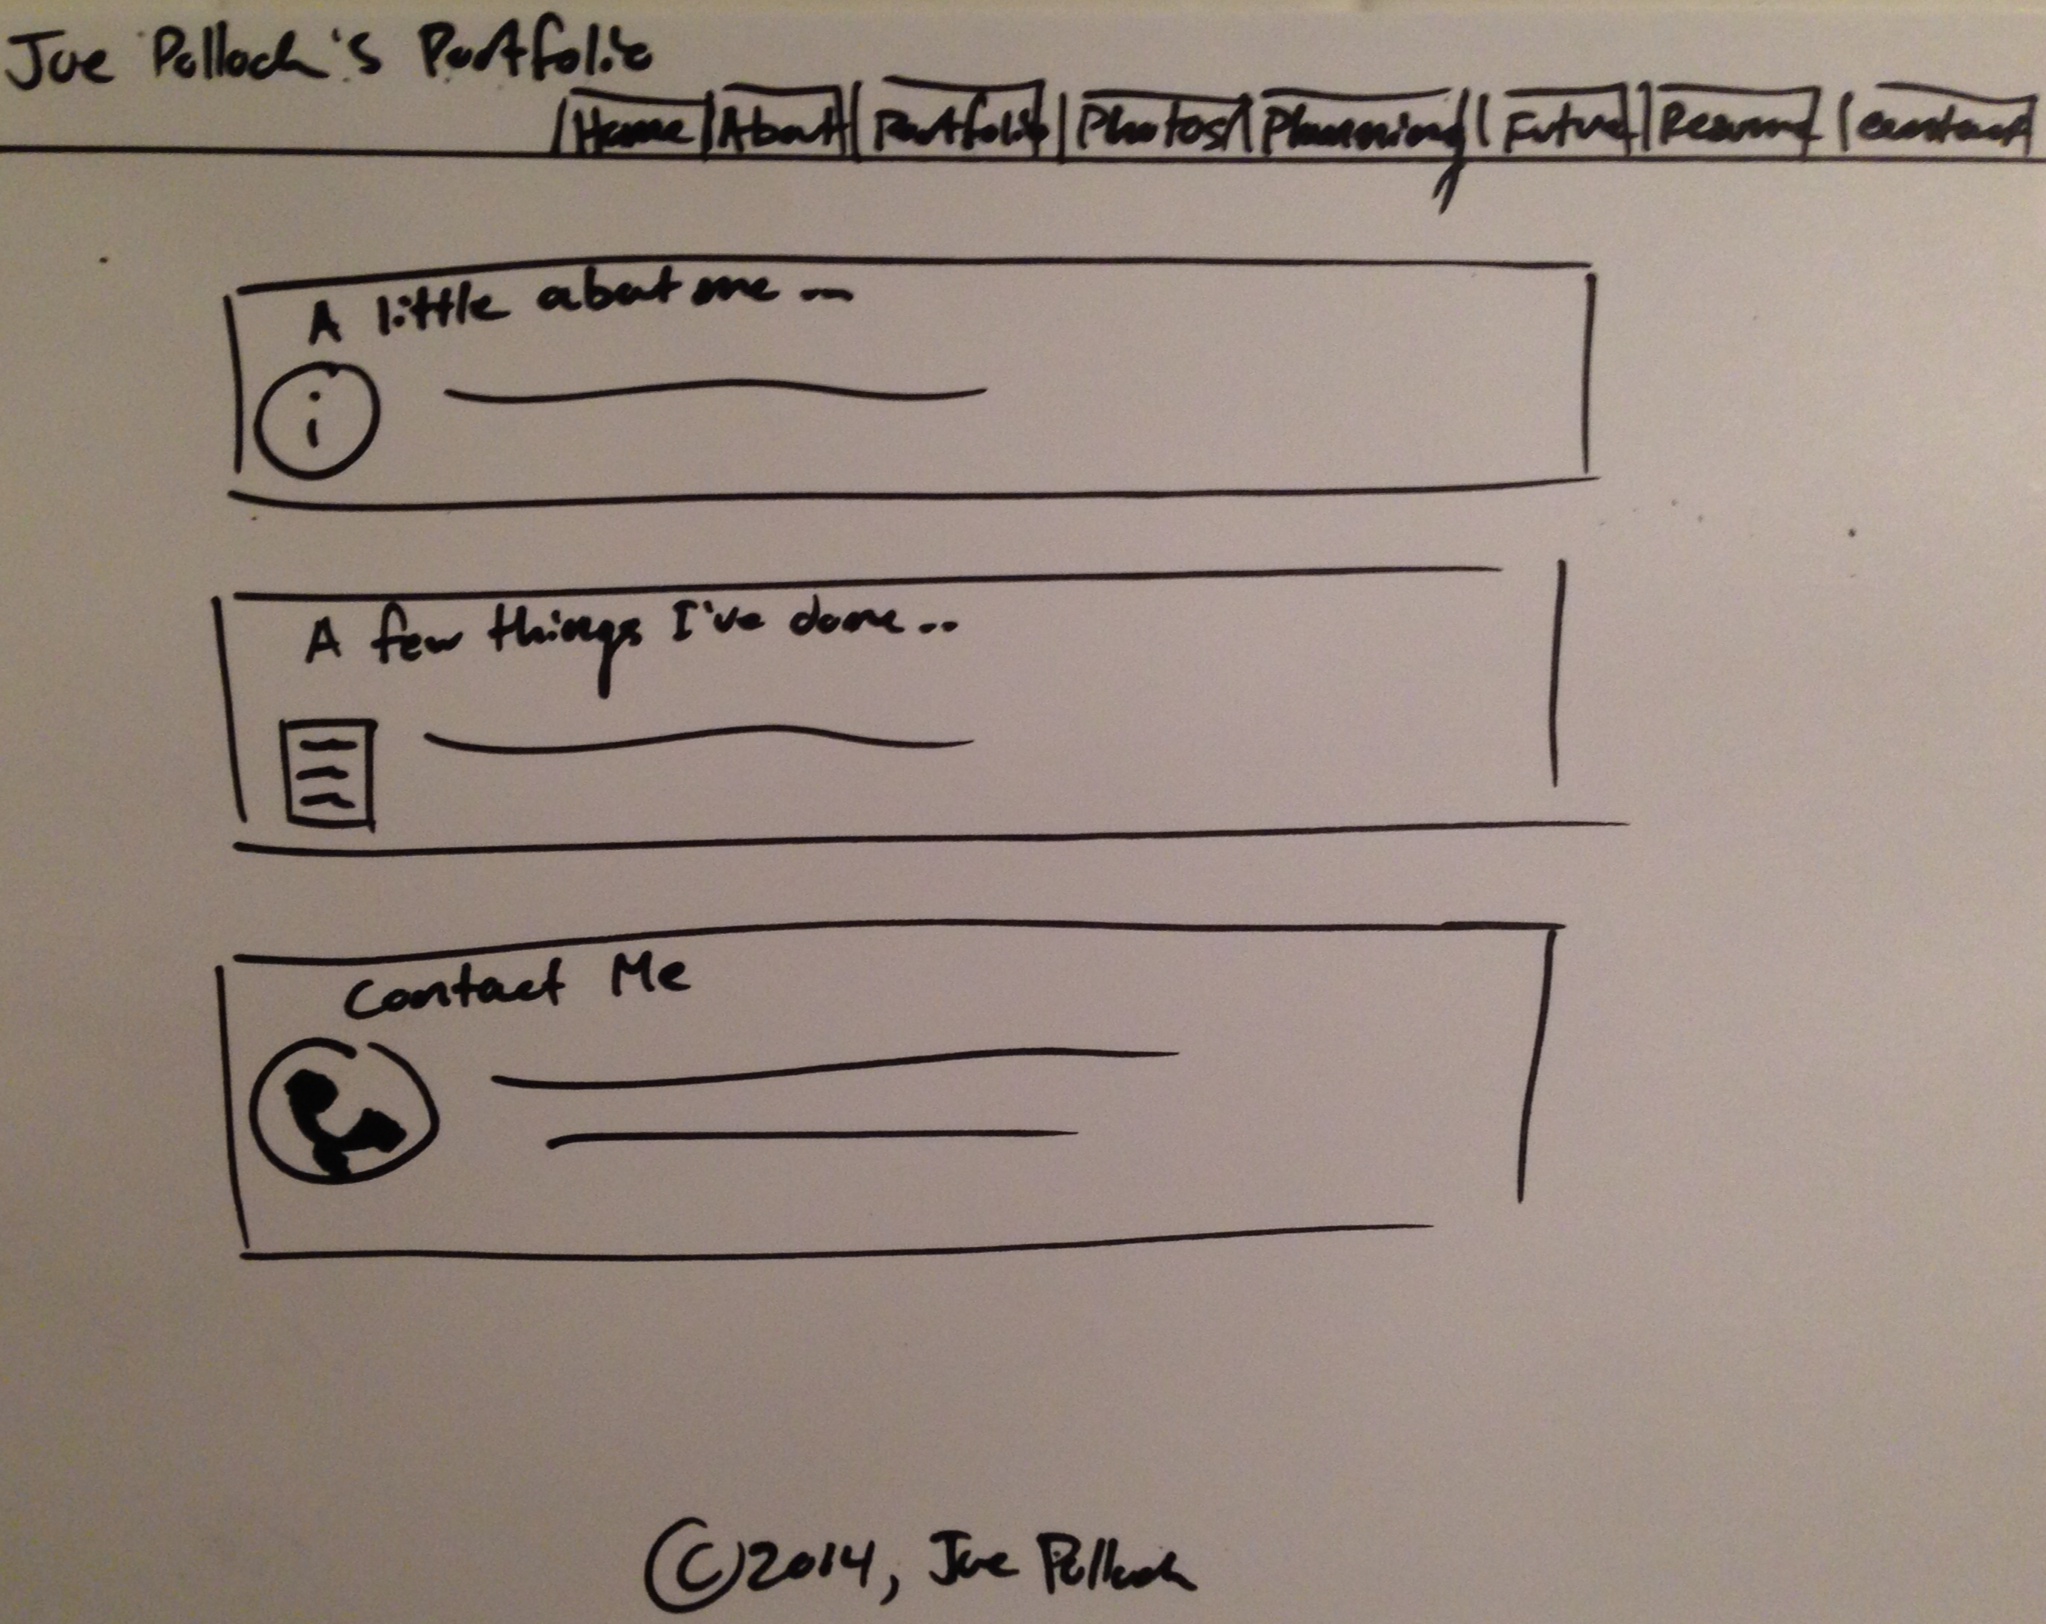 Joe Pollock's Portfolio
Home About Portfolio Photos Planning Future Resume Contact
A little about me ...
i
A few things I've done...
Contact Me
©2014, Joe Pollock